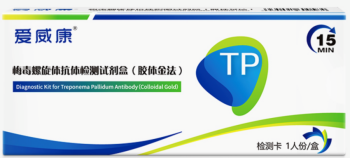 爱威康
15
MIN
梅毒螺旋体抗体检测试剂盒（胶体金法）
Diagnostic Kit for Treponema Pallidum Antibody (Colloidal Gold)
TP
检测卡 1人份/盒